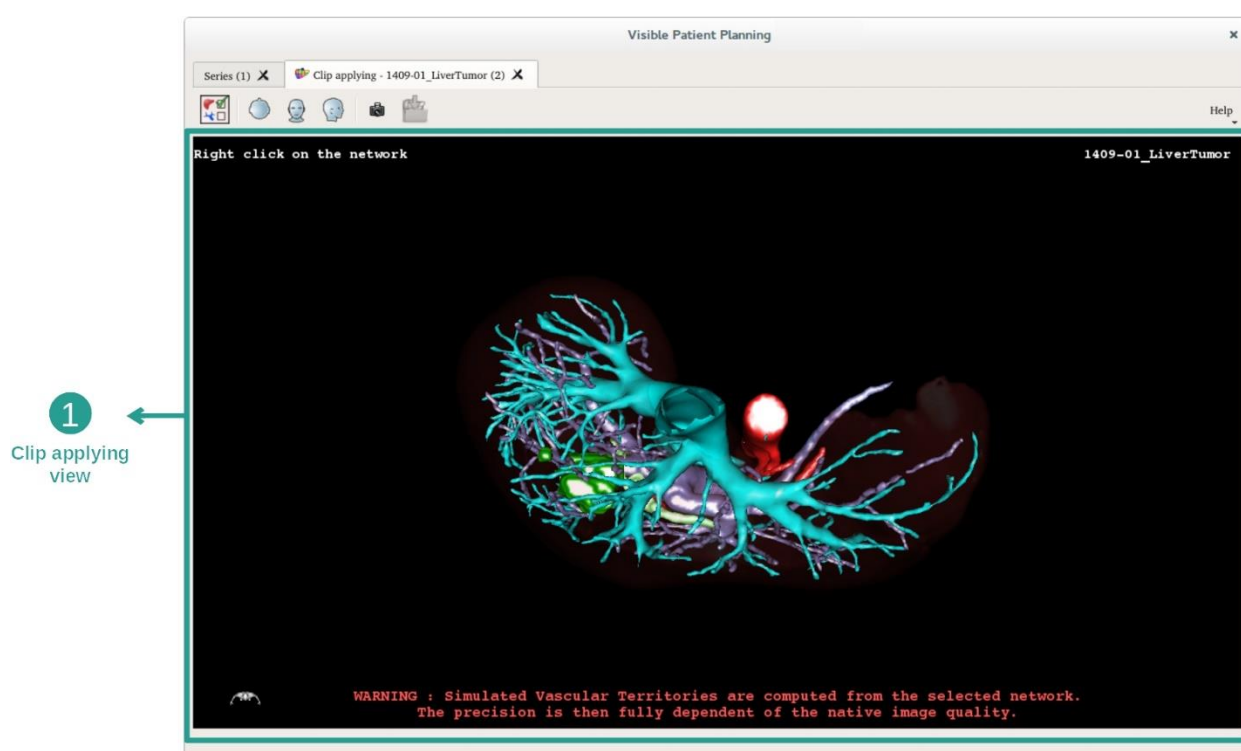 Visible Patient Planning
Series (1)
Clip applying - 1409-01_LiverTumor (2)
Help
Right click on the network
1409-01_LiverTumor
1
Clip applying
view
WARNING : Simulated Vascular Territories are computed from the selected network.
The precision is then fully dependent of the native image quality.